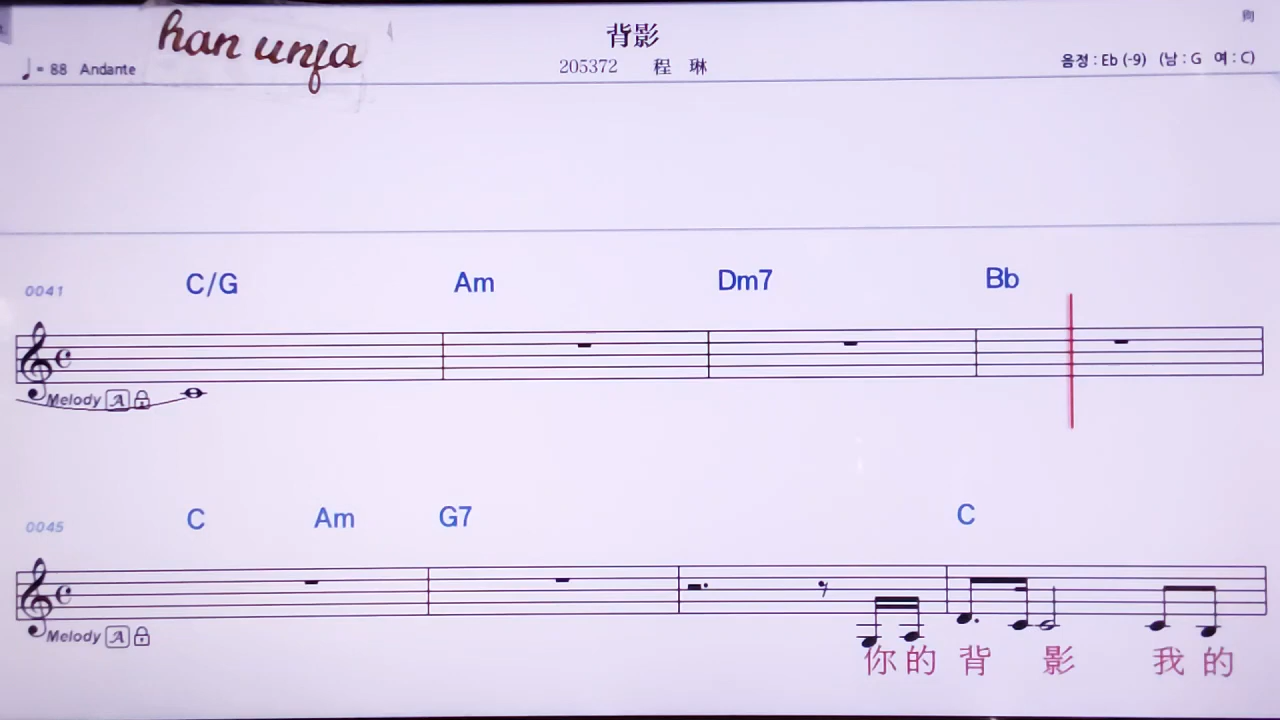 han unfa
背影
♩= 88 Andante
205372 程 琳
음정 : Eb (-9) (남 : G 여 : C)
C/G Am Dm7 Bb
0041
Melody A
C Am G7 C
0045
Melody A
你的 背 影 我 的